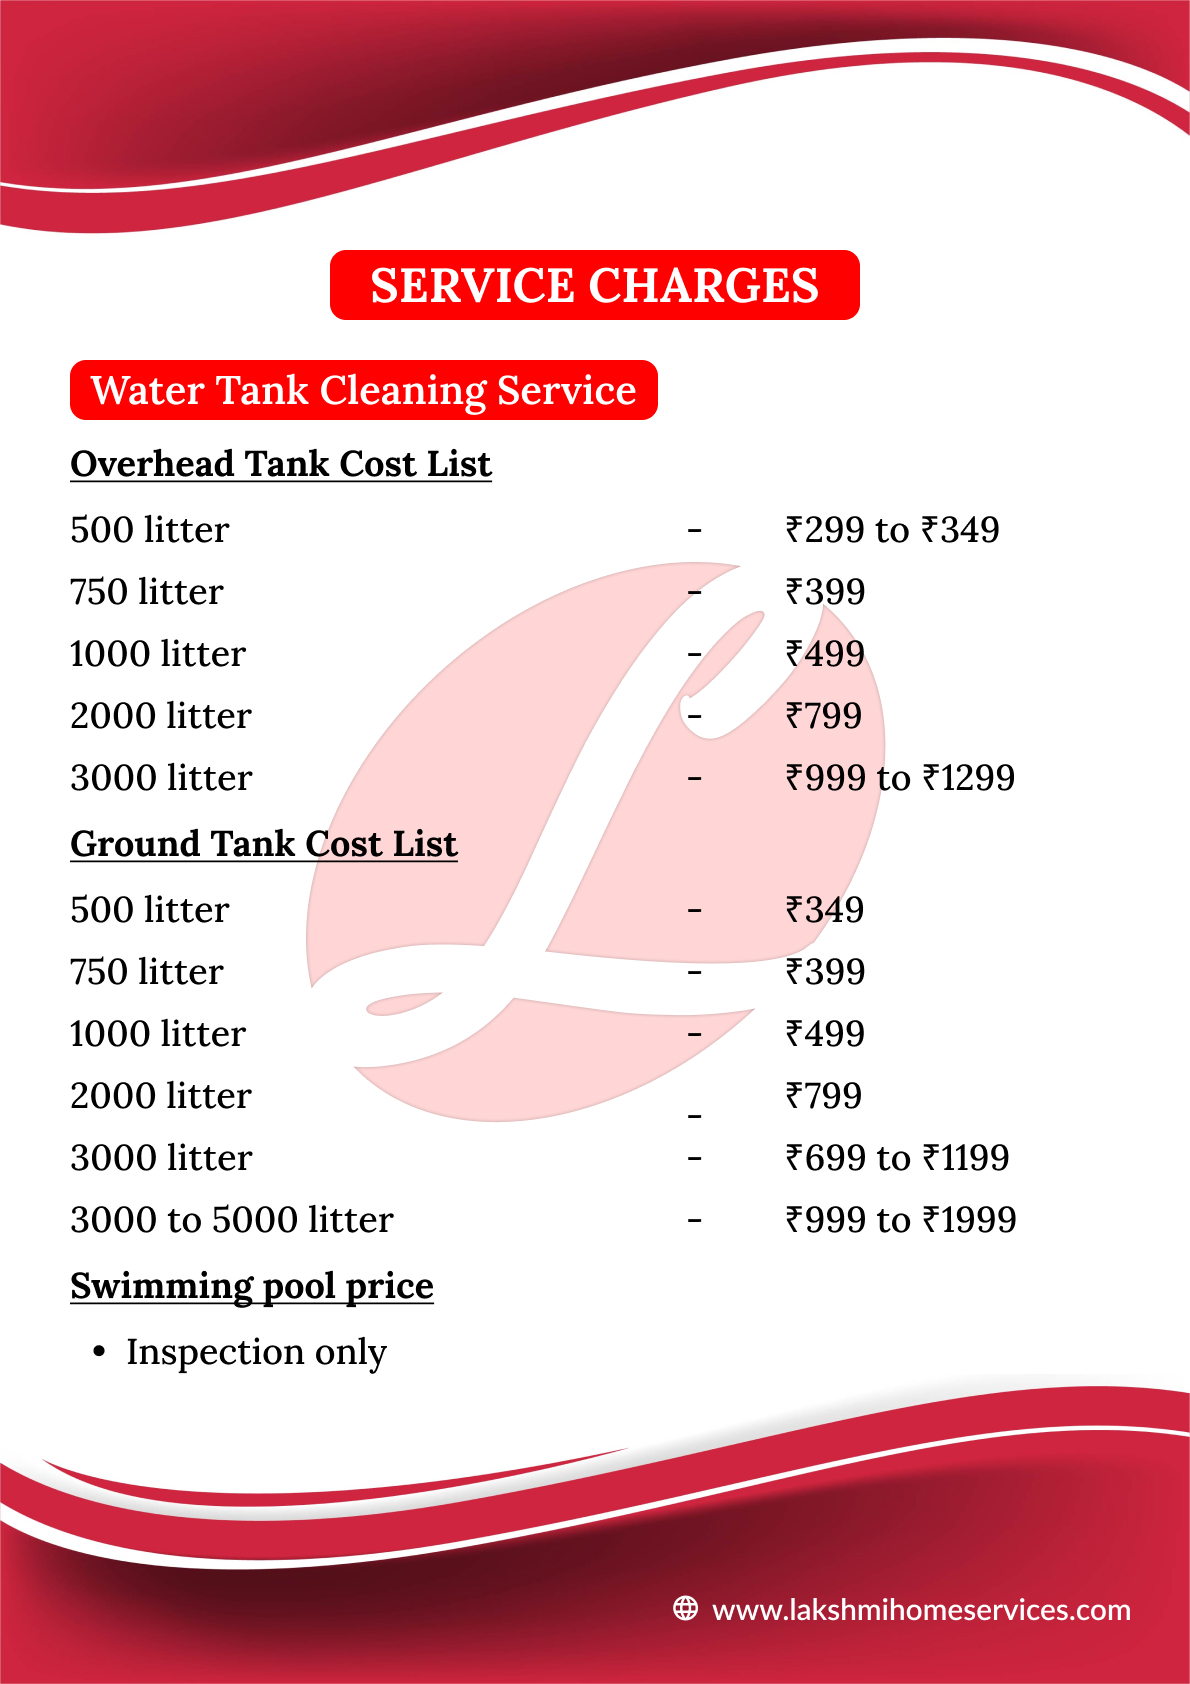 SERVICE CHARGES
Water Tank Cleaning Service
Overhead Tank Cost List
500 litter - ₹299 to ₹349
750 litter - ₹399
1000 litter - ₹499
2000 litter - ₹799
3000 litter - ₹999 to ₹1299
Ground Tank Cost List
500 litter - ₹349
750 litter - ₹399
1000 litter - ₹499
2000 litter - ₹799
3000 litter - ₹699 to ₹1199
3000 to 5000 litter - ₹999 to ₹1999
Swimming pool price
• Inspection only
www.lakshmihomeservices.com